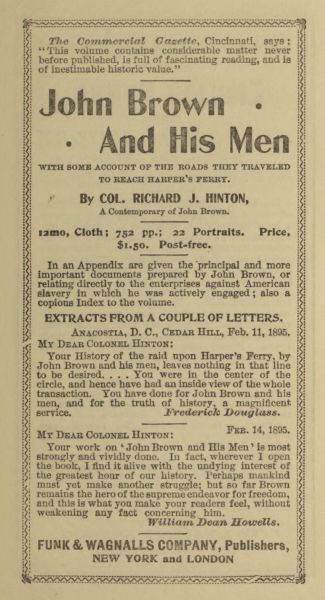 The Commercial Gazette, Cincinnati, says:
"This volume contains considerable matter never
before published, is full of fascinating reading, and is
of inestimable historic value."
John Brown ·
· And His Men
WITH SOME ACCOUNT OF THE ROADS THEY TRAVELED
TO REACH HARPER'S FERRY.
By COL. RICHARD J. HINTON,
A Contemporary of John Brown.
12mo, Cloth; 752 pp.; 22 Portraits. Price,
$1.50. Post-free.
In an Appendix are given the principal and more
important documents prepared by John Brown, or
relating directly to the enterprises against American
slavery in which he was actively engaged; also a
copious Index to the volume.
EXTRACTS FROM A COUPLE OF LETTERS.
ANACOSTIA, D. C., CEDAR HILL, Feb. 11, 1895.
MY DEAR COLONEL HINTON:
Your History of the raid upon Harper's Ferry, by
John Brown and his men, leaves nothing in that line
to be desired. . . . You were in the center of the
circle, and hence have had an inside view of the whole
transaction. You have done for John Brown and his
men, and for the truth of history, a magnificent
service. Frederick Douglass.
FEB. 14, 1895.
MY DEAR COLONEL HINTON:
Your work on 'John Brown and His Men' is most
strongly and vividly done. In fact, wherever I open
the book, I find it alive with the undying interest of
the greatest hour of our history. Perhaps mankind
must yet make another struggle; but so far Brown
remains the hero of the supreme endeavor for freedom,
and this is what you make your readers feel, without
weakening any fact concerning him.
William Dean Howells.
FUNK & WAGNALLS COMPANY, Publishers,
NEW YORK and LONDON